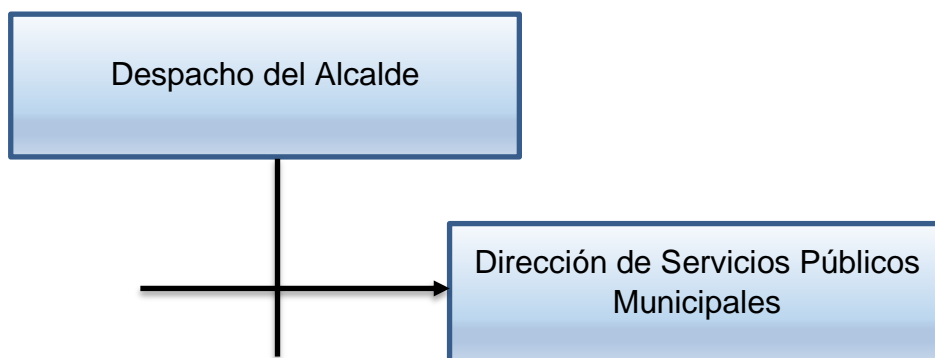 Despacho del Alcalde
Dirección de Servicios Públicos
Municipales